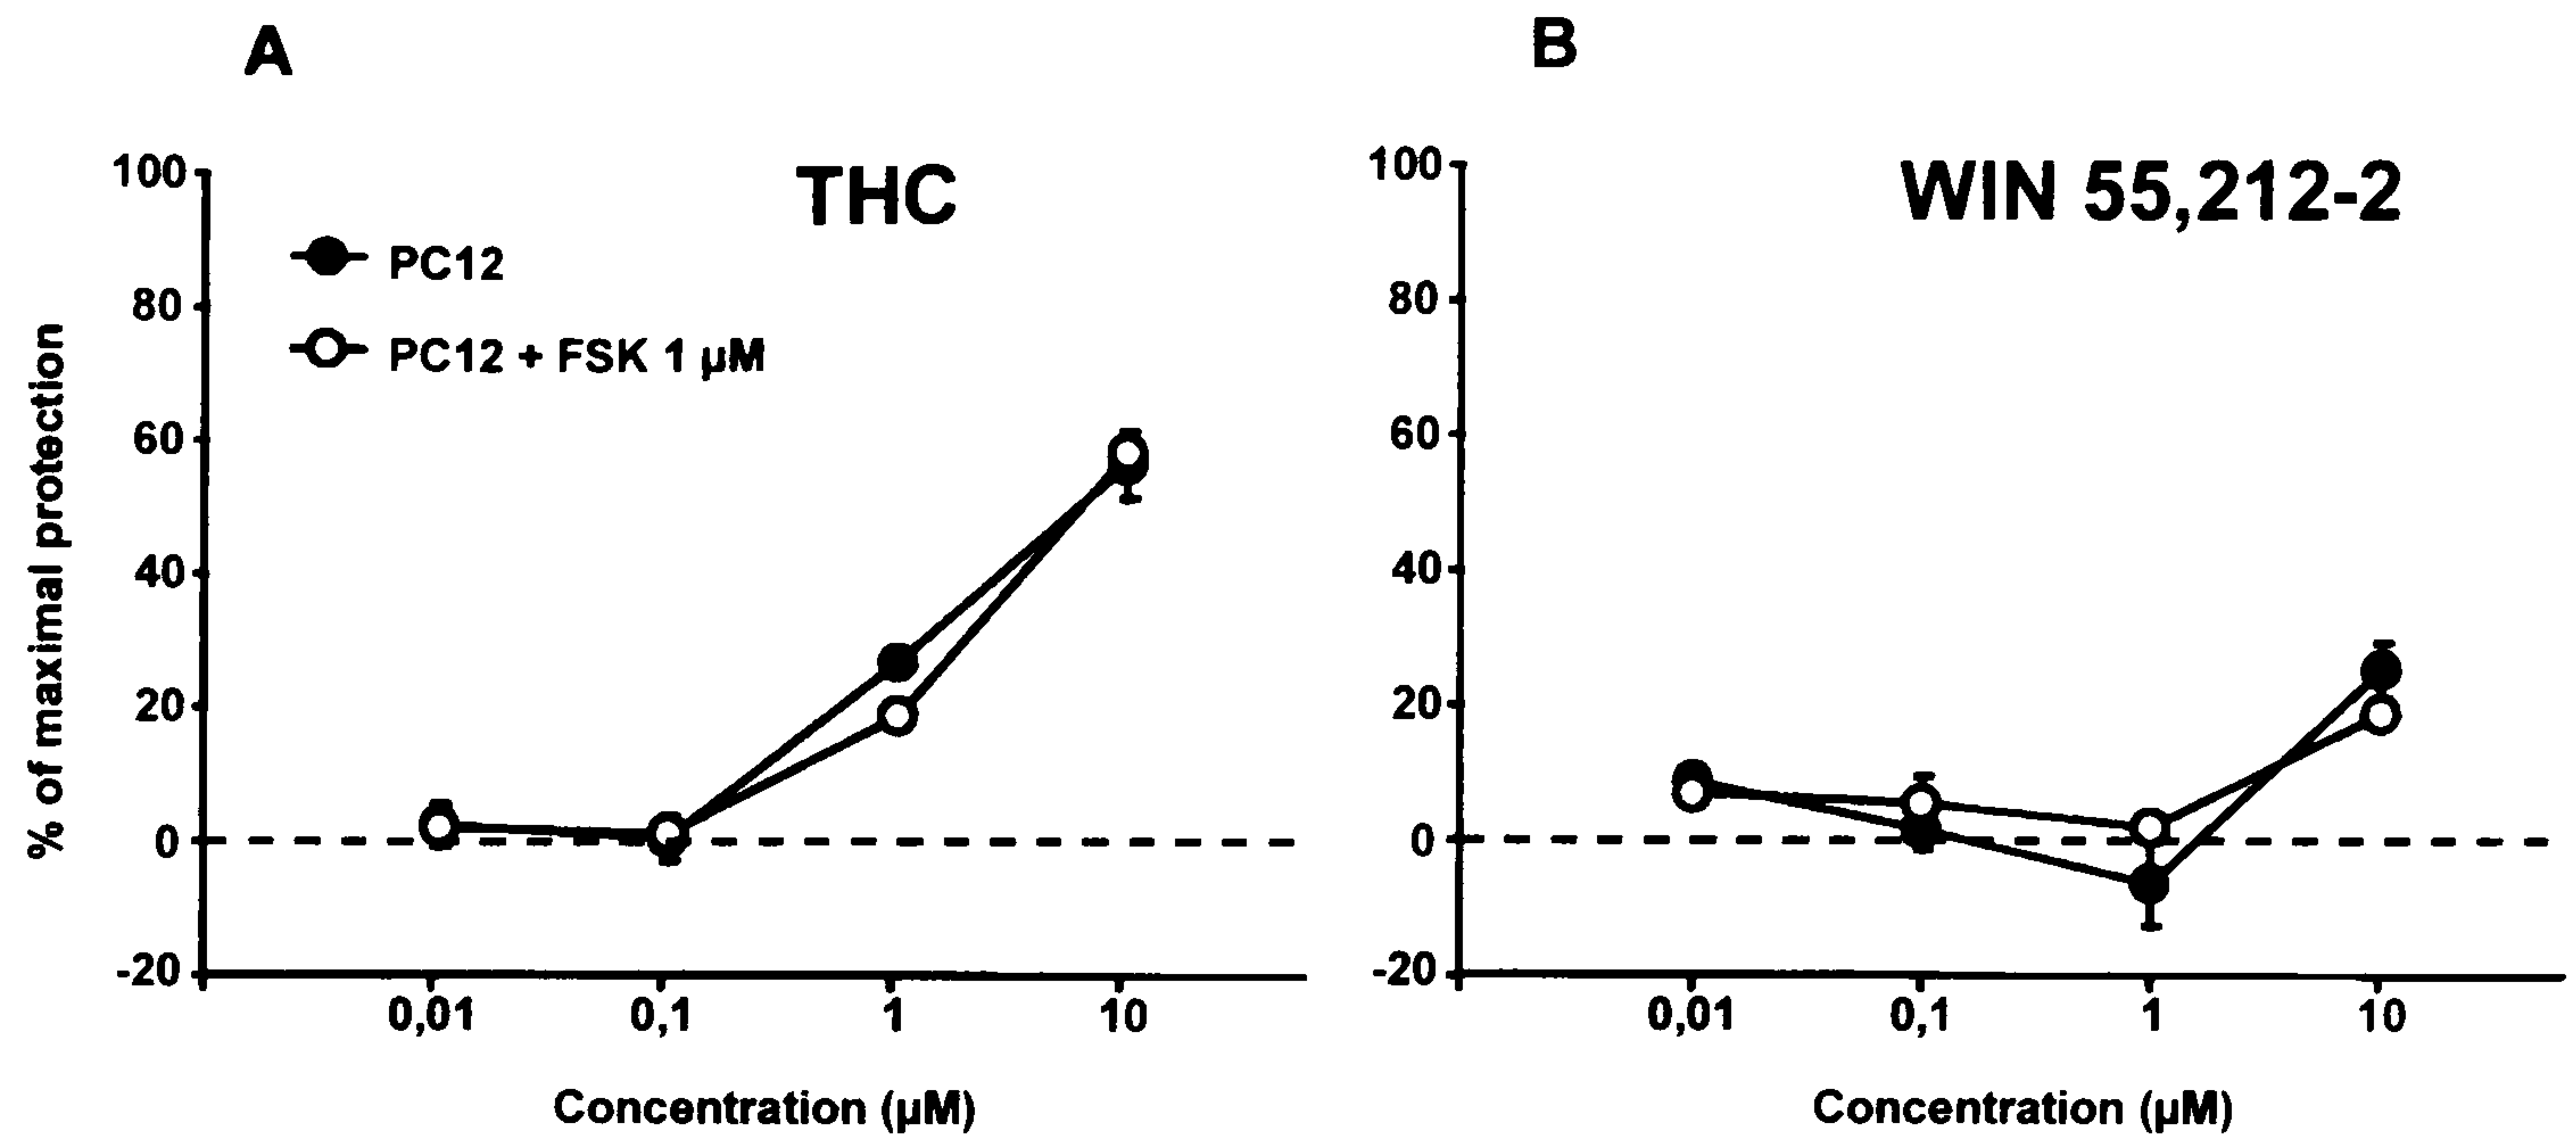 A
B
THC
WIN 55,212-2
PC12
PC12 + FSK 1 µM
% of maximal protection
100
80
60
40
20
0
-20
0,01
0,1
1
10
Concentration (µM)
100
80
60
40
20
0
-20
0,01
0,1
1
10
Concentration (µM)